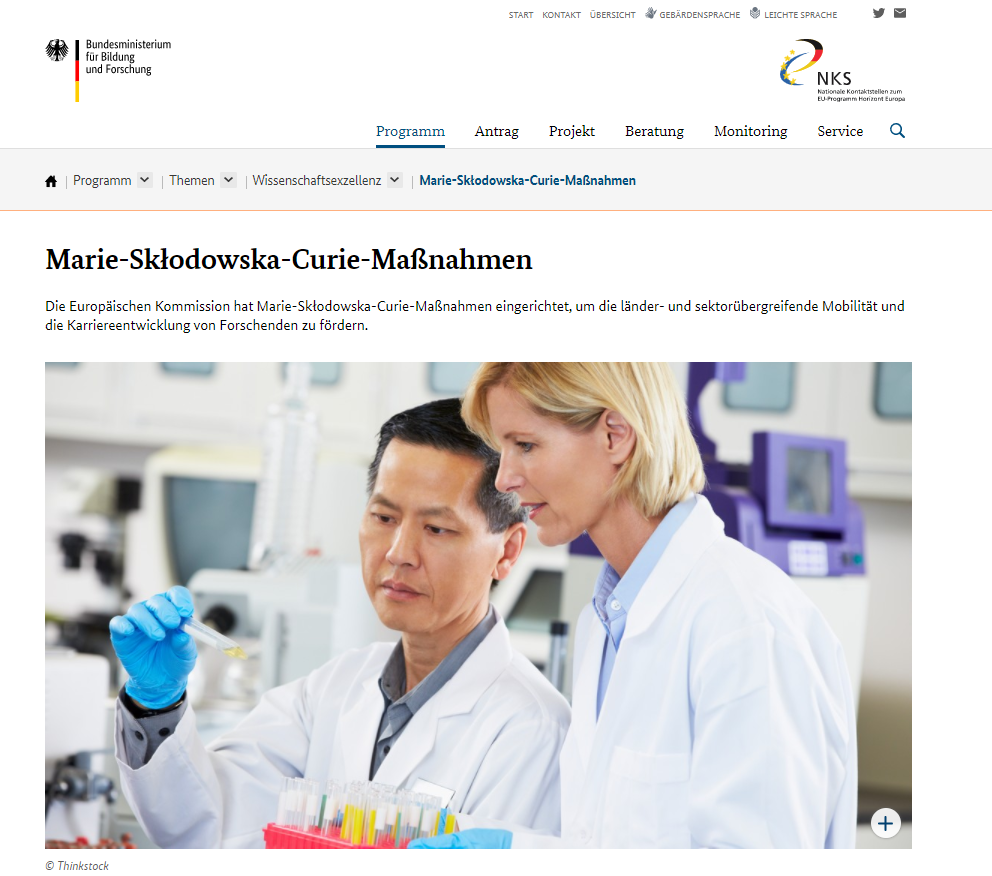 START KONTAKT ÜBERSICHT GEBÄRDENSPRACHE LEICHTE SPRACHE
Bundesministerium
für Bildung
und Forschung
NKS
Nationale Kontaktstellen zum
EU-Programm Horizont Europa
Programm Antrag Projekt Beratung Monitoring Service
Programm Themen Wissenschaftsexzellenz Marie-Skłodowska-Curie-Maßnahmen
Marie-Skłodowska-Curie-Maßnahmen
Die Europäischen Kommission hat Marie-Skłodowska-Curie-Maßnahmen eingerichtet, um die länder- und sektorübergreifende Mobilität und
die Karriereentwicklung von Forschenden zu fördern.
© Thinkstock